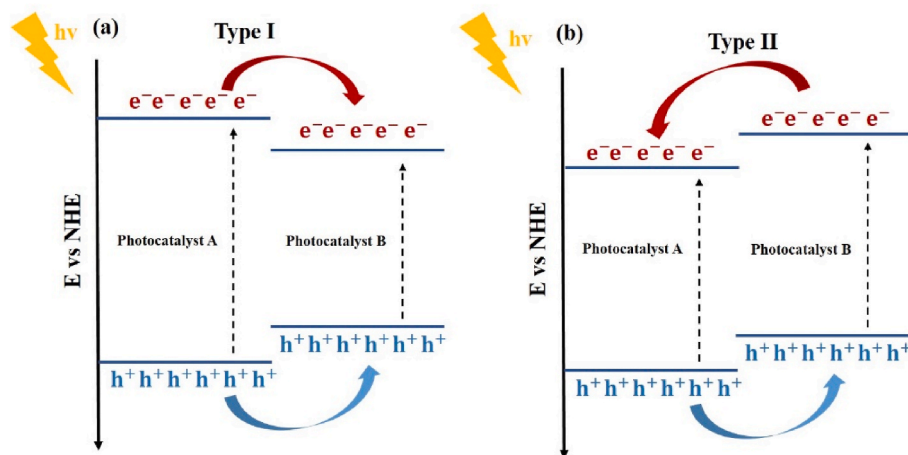 hv
(a)
Type I
e⁻e⁻ e⁻ e⁻ e⁻
e⁻e⁻ e⁻ e⁻ e⁻
E vs NHE
Photocatalyst A
Photocatalyst B
h⁺h⁺h⁺h⁺h⁺h⁺
h⁺h⁺h⁺h⁺h⁺h⁺
hv
(b)
Type II
e⁻e⁻ e⁻ e⁻ e⁻
e⁻e⁻ e⁻ e⁻ e⁻
E vs NHE
Photocatalyst A
Photocatalyst B
h⁺h⁺h⁺h⁺h⁺h⁺
h⁺h⁺h⁺h⁺h⁺h⁺